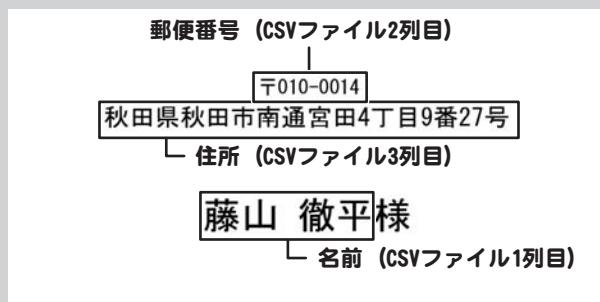 郵便番号 (CSVファイル2列目)
〒010-0014
秋田県秋田市南通宮田4丁目9番27号
住所 (CSVファイル3列目)
藤山 徹平様
名前 (CSVファイル1列目)